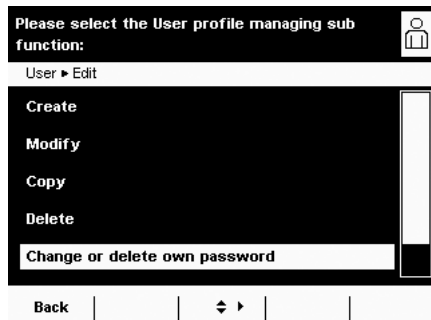 Please select the User profile managing sub
function:
User ▸ Edit
Create
Modify
Copy
Delete
Change or delete own password
Back